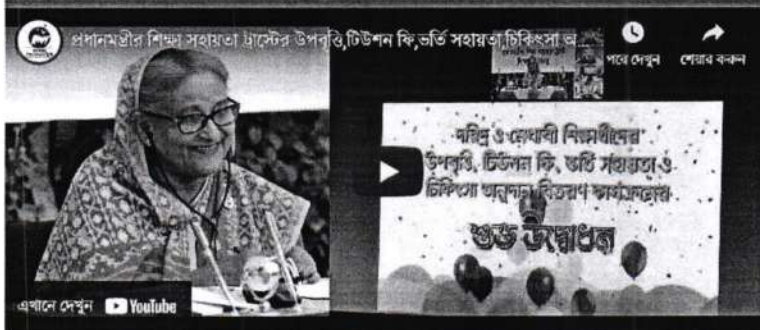 প্রধানমন্ত্রীর শিক্ষা সহায়তা ট্রাস্টের উপবৃত্তি,টিউশন ফি,ভর্তি সহায়তা,চিকিৎসা অ...
পরে দেখুন
শেয়ার করুন
দরিদ্র ও মেধাবী শিক্ষার্থীদের
উপবৃত্তি, টিউশন ফি, ভর্তি সহায়তা ও
চিকিৎসা অনুদান বিতরণ কার্যক্রমের
শুভ উদ্বোধন
এখানে দেখুন YouTube